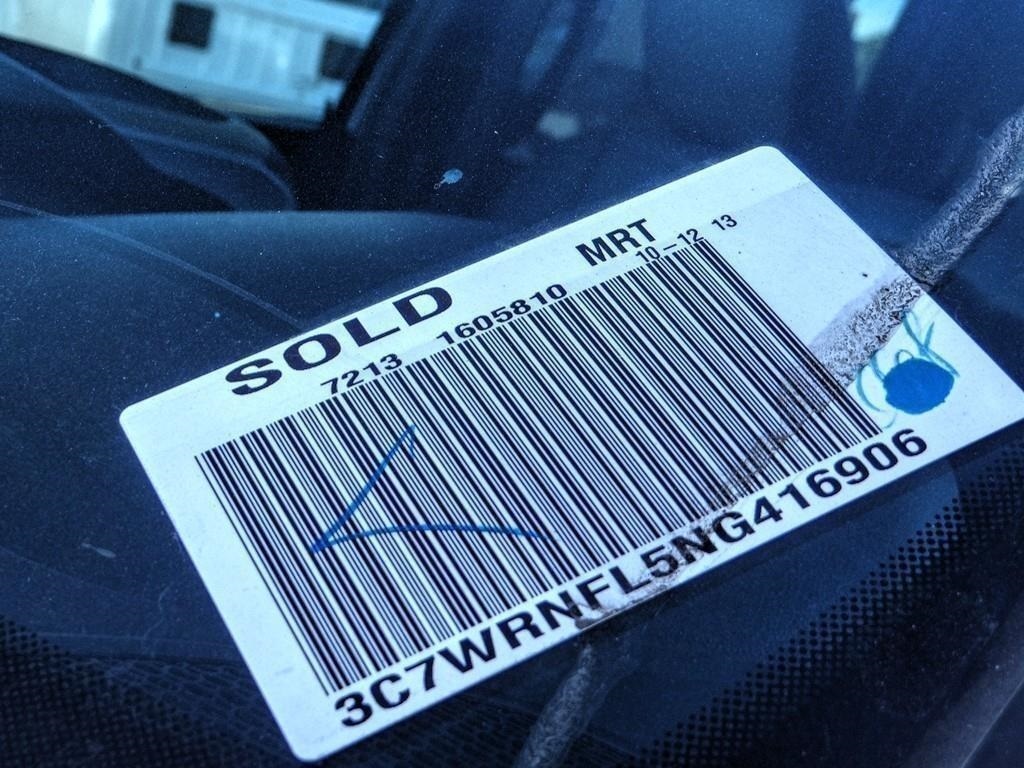 SOLD MRT
7213 1605810 10-12 13
3C7WRNFL5NG416906